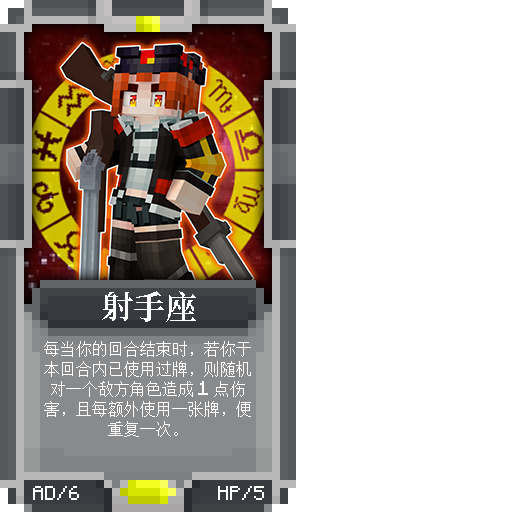 射手座
每当你的回合结束时，若你于
本回合内已使用过牌，则随机
对一个敌方角色造成1点伤
害，且每额外使用一张牌，便
重复一次。
AD/6 HP/5